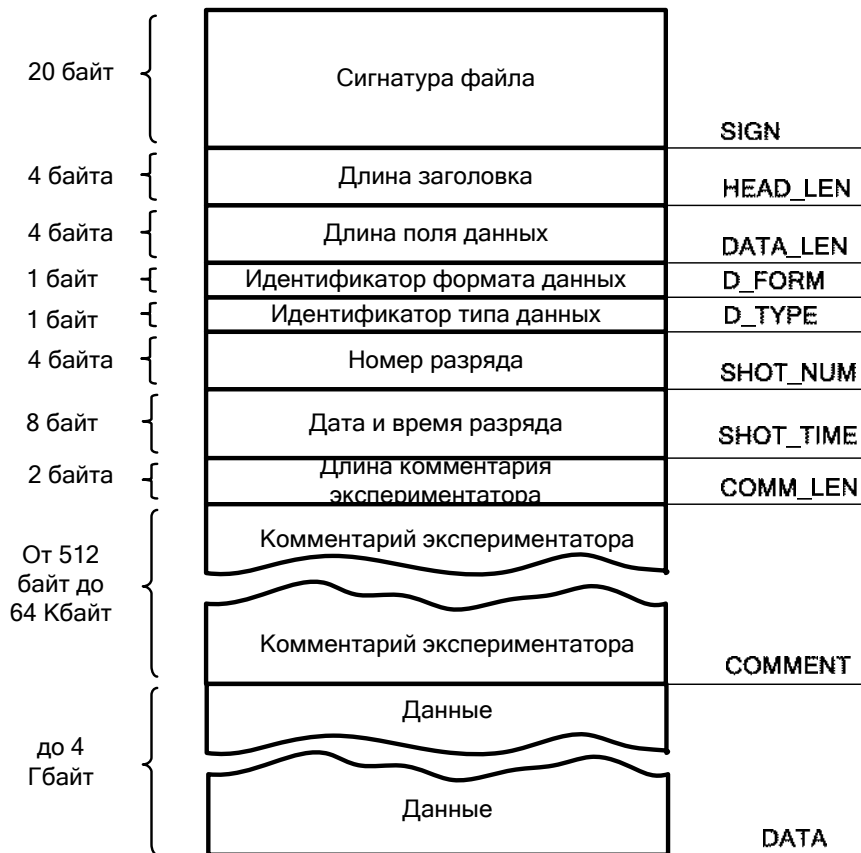 20 байт
Сигнатура файла
SIGN
4 байта
Длина заголовка
HEAD_LEN
4 байта
Длина поля данных
DATA_LEN
1 байт
Идентификатор формата данных
D_FORM
1 байт
Идентификатор типа данных
D_TYPE
4 байта
Номер разряда
SHOT_NUM
8 байт
Дата и время разряда
SHOT_TIME
2 байта
Длина комментария
экспериментатора
COMM_LEN
От 512
байт до
64 Кбайт
Комментарий экспериментатора
Комментарий экспериментатора
COMMENT
до 4
Гбайт
Данные
Данные
DATA